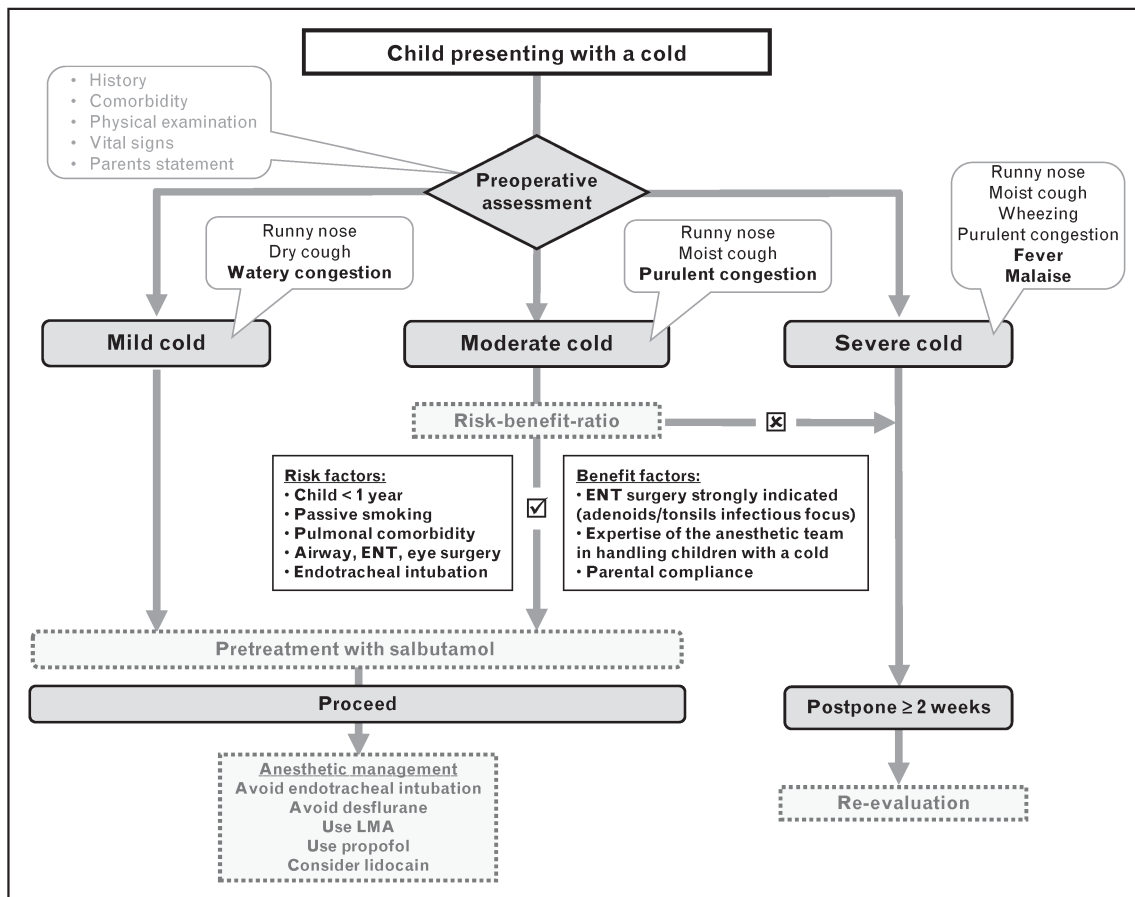 Child presenting with a cold
• History
• Comorbidity
• Physical examination
• Vital signs
• Parents statement
Preoperative
assessment
Runny nose
Dry cough
Watery congestion
Runny nose
Moist cough
Purulent congestion
Runny nose
Moist cough
Wheezing
Purulent congestion
Fever
Malaise
Mild cold
Moderate cold
Severe cold
Risk-benefit-ratio
Risk factors:
• Child < 1 year
• Passive smoking
• Pulmonal comorbidity
• Airway, ENT, eye surgery
• Endotracheal intubation
Benefit factors:
• ENT surgery strongly indicated
(adenoids/tonsils infectious focus)
• Expertise of the anesthetic team
in handling children with a cold
• Parental compliance
Pretreatment with salbutamol
Proceed
Postpone ≥ 2 weeks
Anesthetic management
Avoid endotracheal intubation
Avoid desflurane
Use LMA
Use propofol
Consider lidocain
Re-evaluation